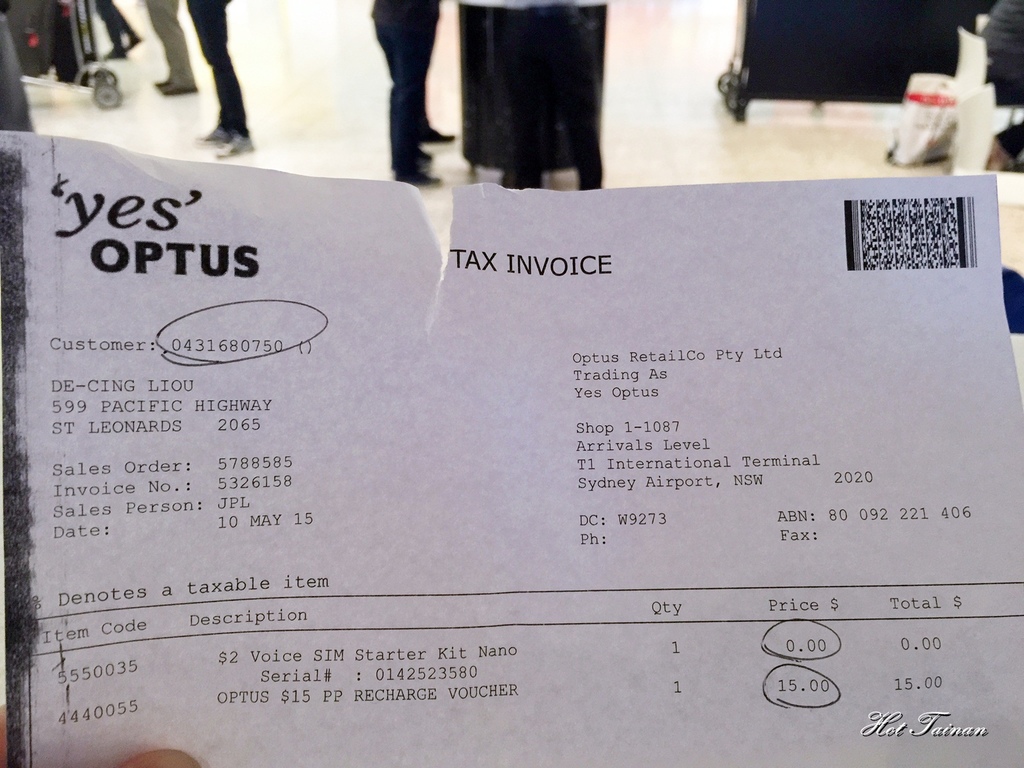 'yes'
OPTUS
TAX INVOICE
Customer: 0431680750 ()
DE-CING LIOU
599 PACIFIC HIGHWAY
ST LEONARDS 2065
Sales Order: 5788585
Invoice No.: 5326158
Sales Person: JPL
Date: 10 MAY 15
Optus RetailCo Pty Ltd
Trading As
Yes Optus
Shop 1-1087
Arrivals Level
T1 International Terminal
Sydney Airport, NSW 2020
DC: W9273 ABN: 80 092 221 406
Ph: Fax:
% Denotes a taxable item
Item Code Description Qty Price $ Total $
5550035 $2 Voice SIM Starter Kit Nano 1 0.00 0.00
Serial# : 0142523580
4440055 OPTUS $15 PP RECHARGE VOUCHER 1 15.00 15.00
Hot Tainan